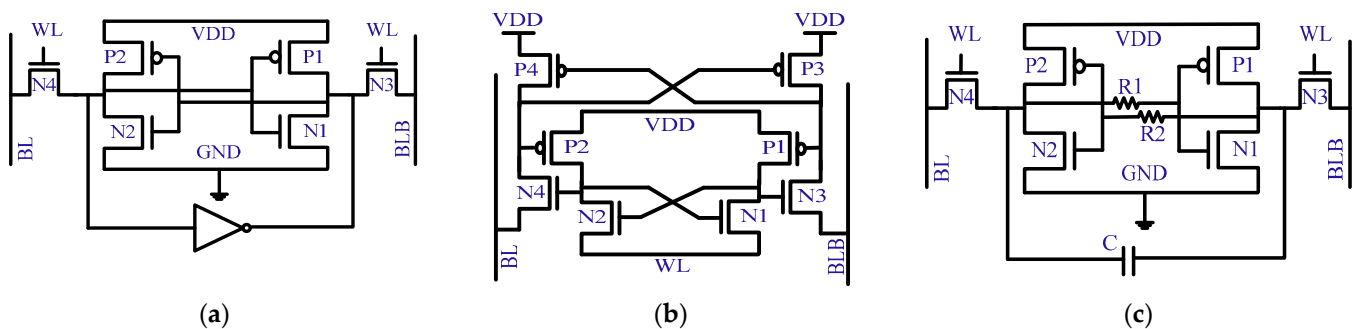 WL
VDD
P2
P1
WL
N4
N3
N2
N1
GND
BL
BLB
(a)
VDD
VDD
P4
P3
VDD
P2
P1
N4
N3
N2
N1
WL
BL
BLB
(b)
WL
VDD
P2
P1
WL
N4
R1
N3
R2
N2
N1
GND
BL
BLB
C
(c)